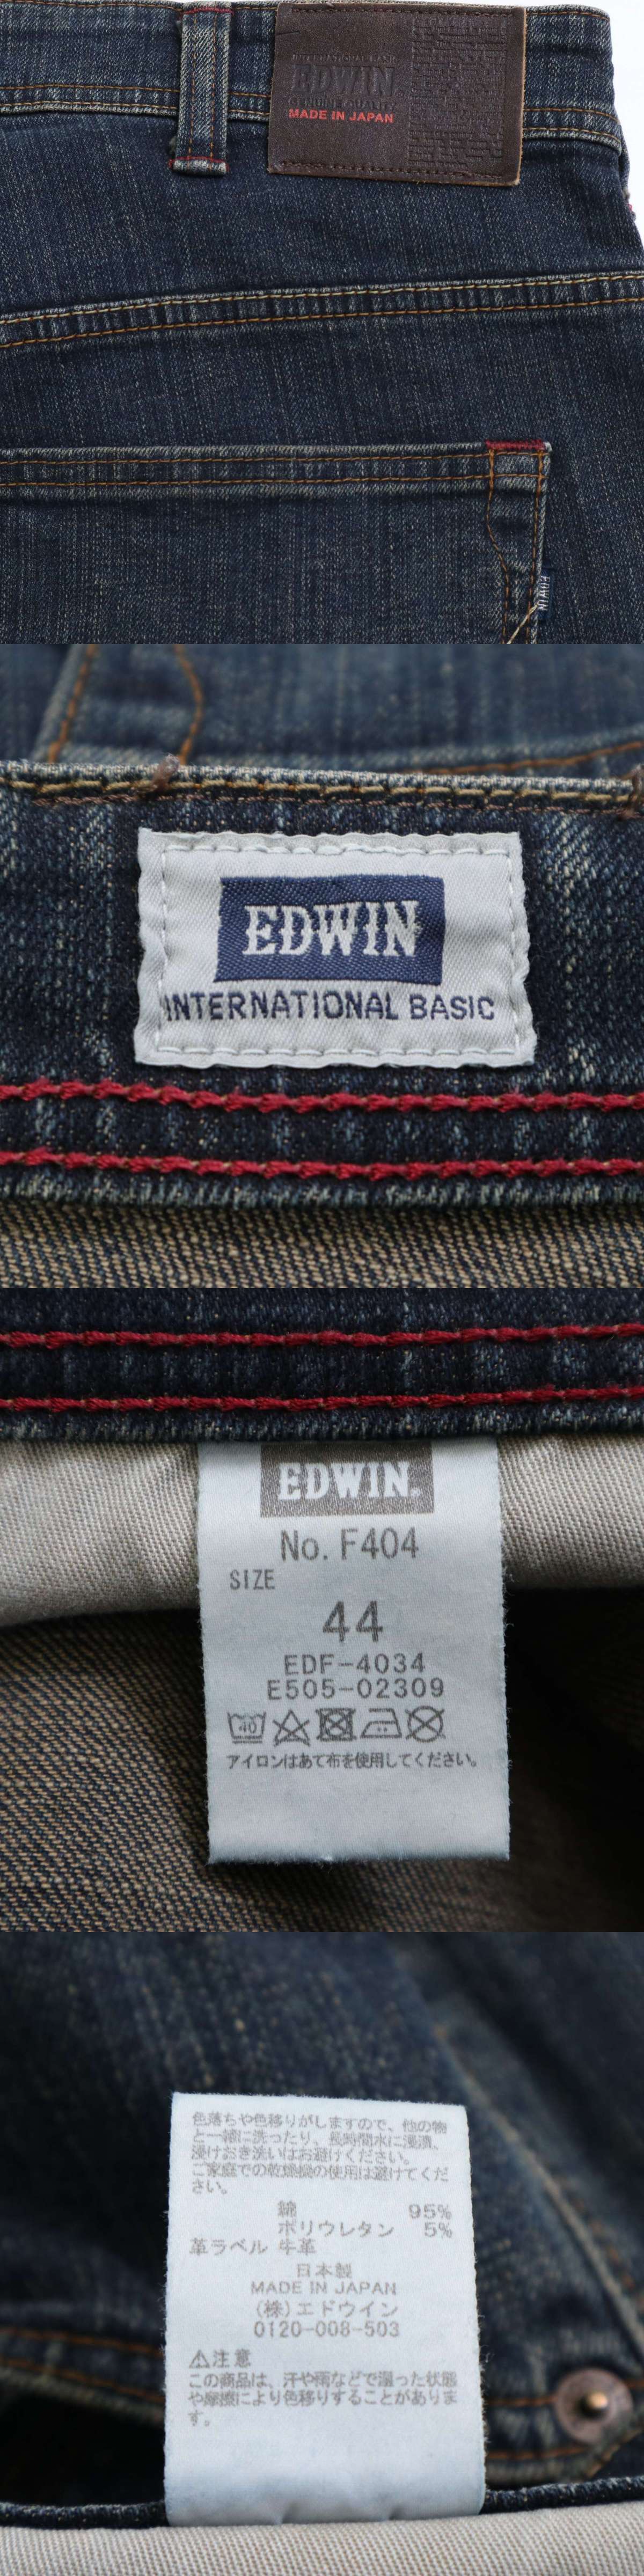 INTERNATIONAL BASIC
EDWIN
GENUINE QUALITY
MADE IN JAPAN
EDWIN
EDWIN
INTERNATIONAL BASIC
EDWIN.
No. F404
SIZE
44
EDF-4034
E505-02309
40
アイロンはあて布を使用してください。
色落ちや色移りがしますので、他の物
と一緒に洗ったり、長時間水に浸漬、
浸けおき洗いはお避けください。
ご家庭での乾燥機の使用は避けてくだ
さい。
綿 95%
ポリウレタン 5%
革ラベル 牛革
日本製
MADE IN JAPAN
(株)エドウイン
0120-008-503
⚠注意
この商品は、汗や雨などで湿った状態
や摩擦により色移りすることがありま
す。